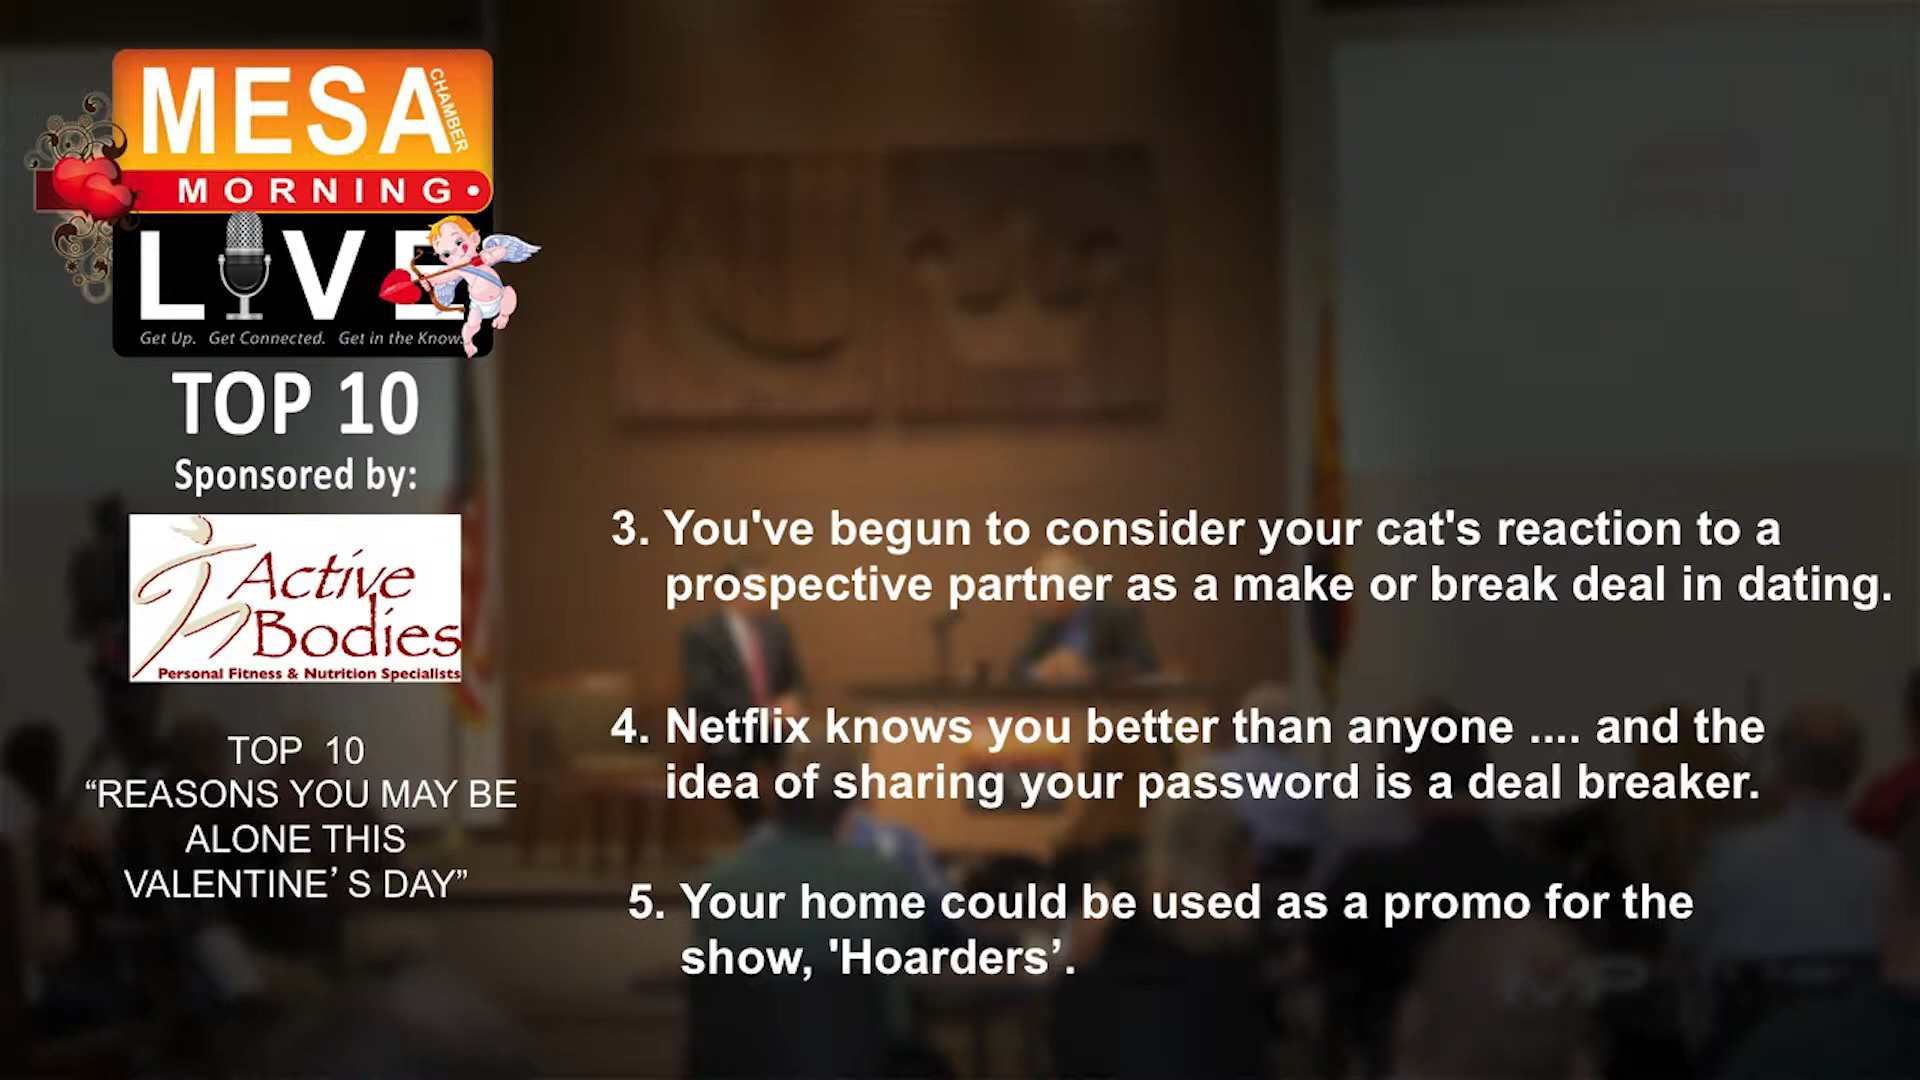 MESA
CHAMBER
MORNING
LIVE
Get Up. Get Connected. Get in the Know.
TOP 10
Sponsored by:
Active
Bodies
Personal Fitness & Nutrition Specialists
TOP 10
“REASONS YOU MAY BE
ALONE THIS
VALENTINE’S DAY”
3. You've begun to consider your cat's reaction to a
prospective partner as a make or break deal in dating.
4. Netflix knows you better than anyone .... and the
idea of sharing your password is a deal breaker.
5. Your home could be used as a promo for the
show, 'Hoarders’.